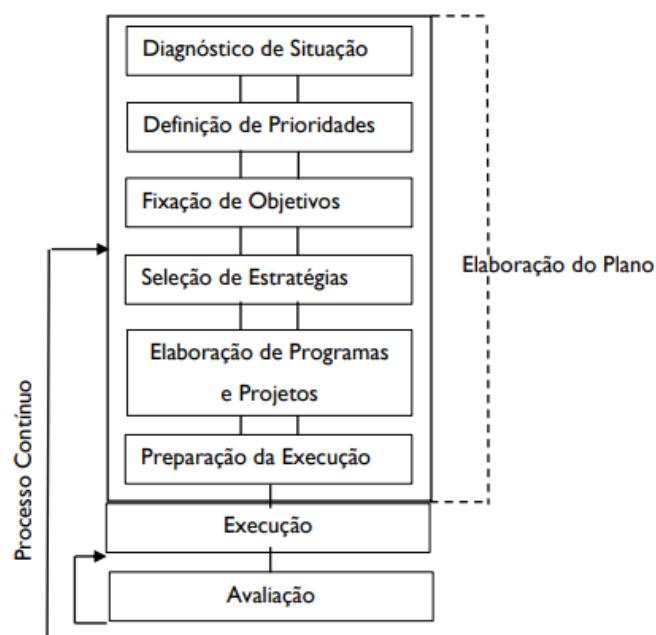 Diagnóstico de Situação
Definição de Prioridades
Fixação de Objetivos
Seleção de Estratégias
Elaboração de Programas
e Projetos
Preparação da Execução
Execução
Avaliação
Elaboração do Plano
Processo Contínuo